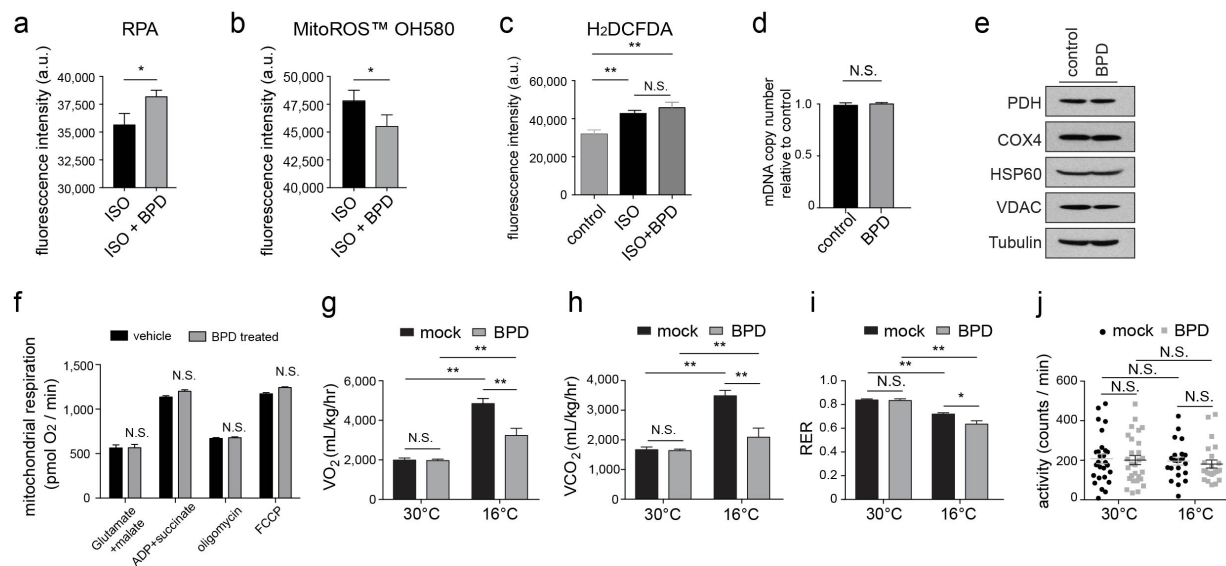 a
RPA
fluoresccence intensity (a.u.)
40,000
37,500
35,000
32,500
30,000
*
ISO
ISO + BPD
b
MitoROS™ OH580
fluoresccence intensity (a.u.)
50,000
47,500
45,000
42,500
40,000
*
ISO
ISO + BPD
c
H2DCFDA
fluoresccence intensity (a.u.)
**
**
N.S.
60,000
40,000
20,000
0
control
ISO
ISO+BPD
d
mDNA copy number
relative to control
N.S.
1.0
0.5
0
control
BPD
e
control
BPD
PDH
COX4
HSP60
VDAC
Tubulin
f
vehicle
BPD treated
mitochondrial respiration
(pmol O2 / min)
1,500
1,000
500
0
N.S.
N.S.
N.S.
N.S.
Glutamate
+malate
ADP+succinate
oligomycin
FCCP
g
mock
BPD
VO2 (mL/kg/hr)
**
**
**
N.S.
6,000
4,000
2,000
0
30°C
16°C
h
mock
BPD
VCO2 (mL/kg/hr)
**
**
**
N.S.
4,000
3,000
2,000
1,000
0
30°C
16°C
i
mock
BPD
RER
**
**
N.S.
*
1.0
0.8
0.6
0.4
0.2
0.0
30°C
16°C
j
mock
BPD
activity (counts / min)
N.S.
N.S.
N.S.
N.S.
600
400
200
0
30°C
16°C